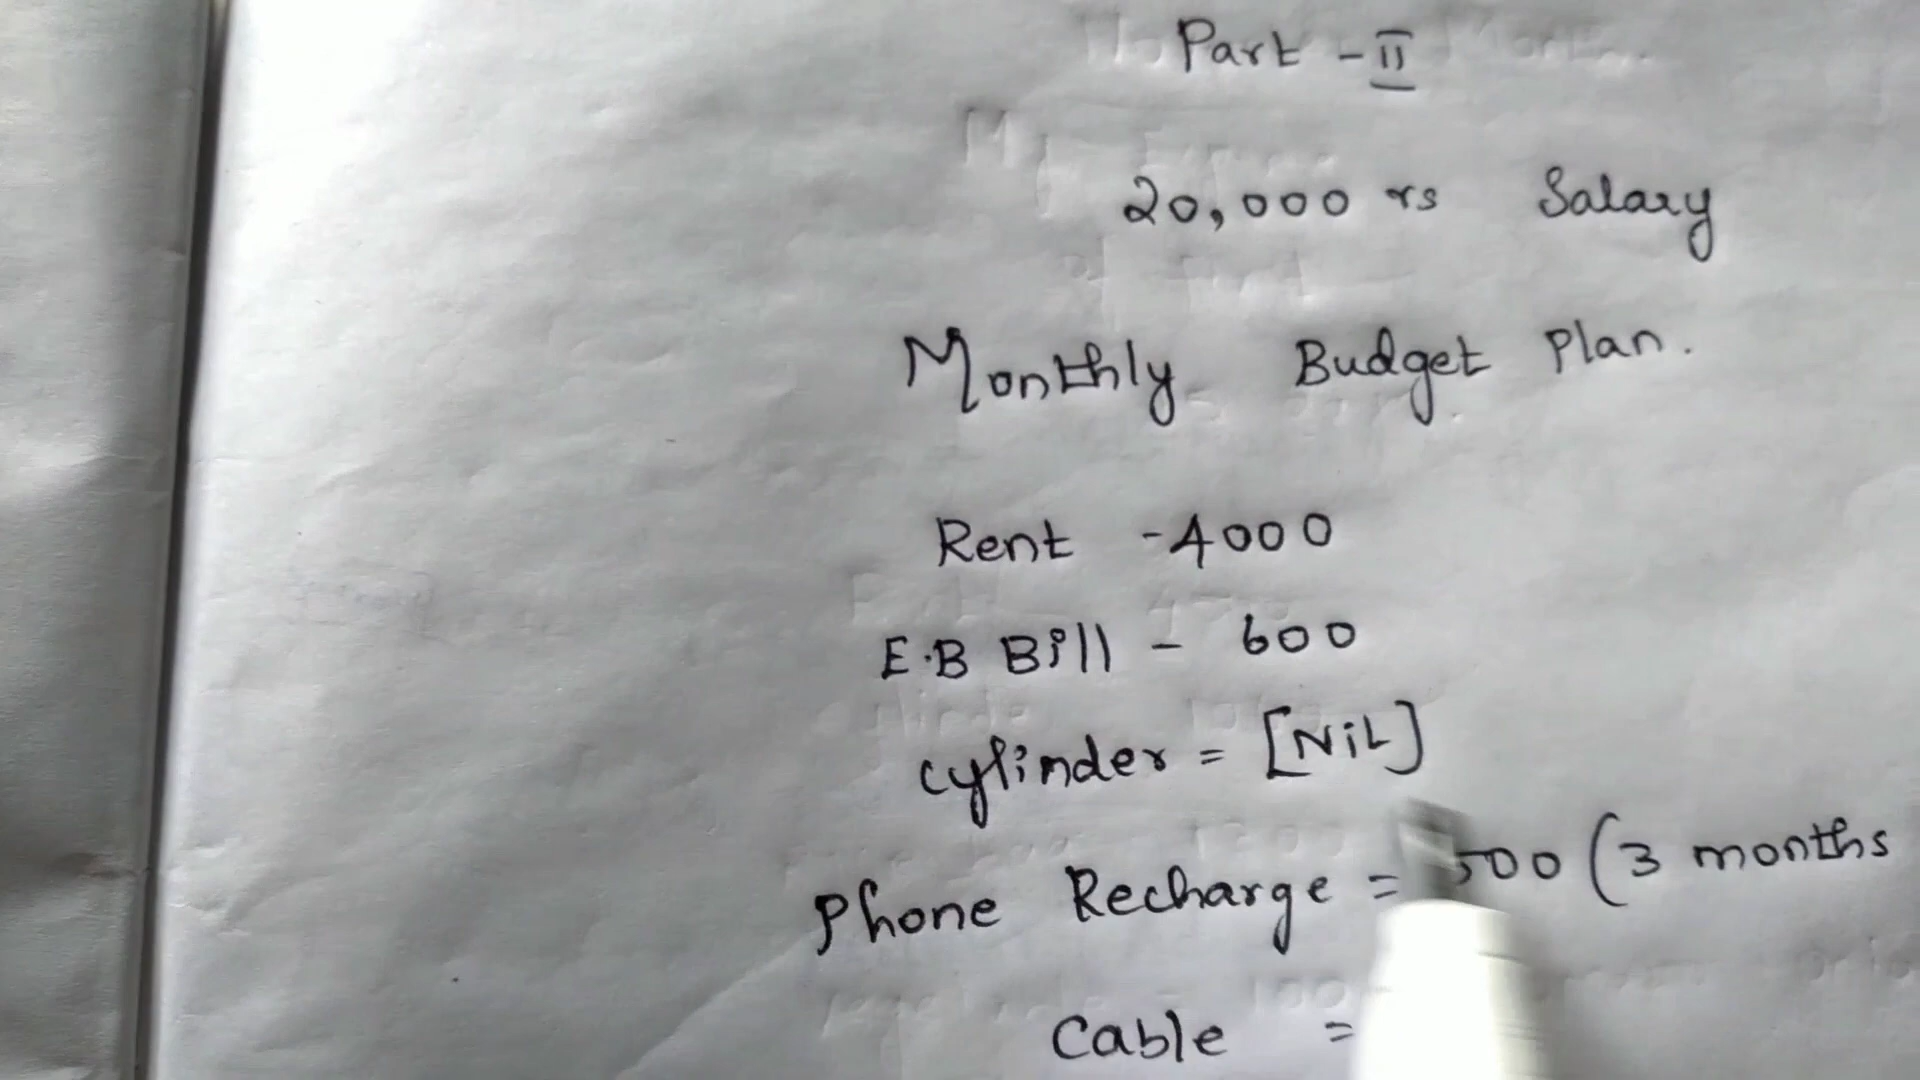 Part - II
20,000 rs Salary
Monthly Budget Plan.
Rent - 4000
E.B Bill - 600
Cylinder = [NiL]
Phone Recharge = 500 (3 months
Cable =